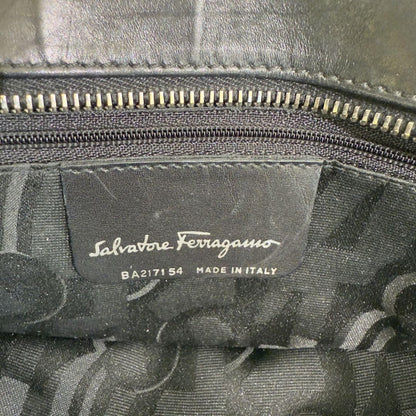 Salvatore Ferragamo
BA217154 MADE IN ITALY